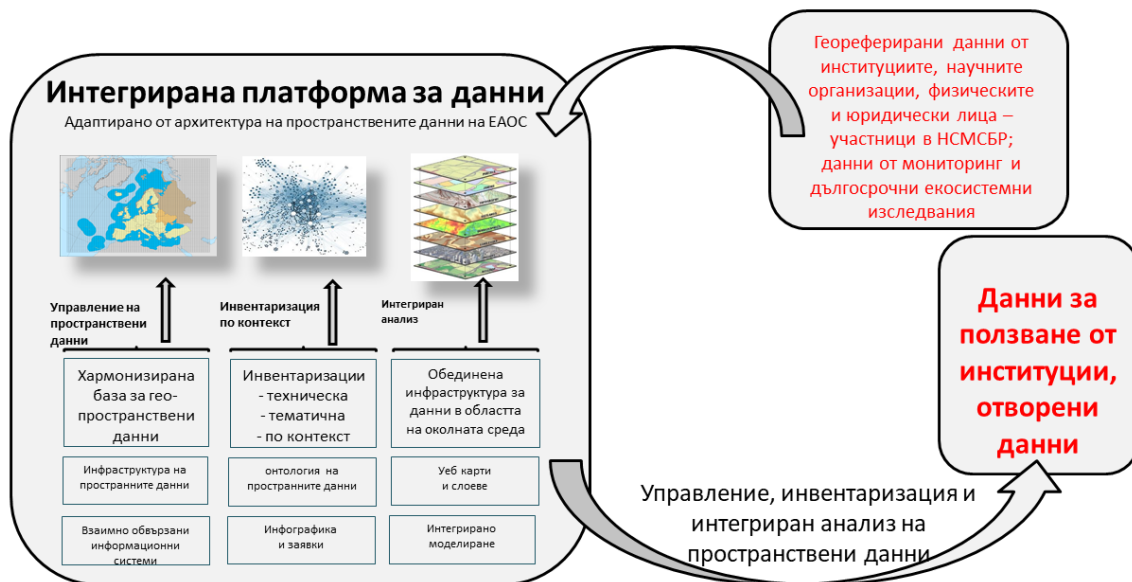 Интегрирана платформа за данни
Адаптирано от архитектура на пространствените данни на ЕАОС
Управление на
пространствени
данни
Инвентаризация
по контекст
Интегриран
анализ
Хармонизирана
база за гео-
пространствени
данни
Инвентаризации
- техническа
- тематична
- по контекст
Обединена
инфраструктура за
данни в областта
на околната среда
Инфраструктура на
пространните данни
онтология на
пространните данни
Уеб карти
и слоеве
Взаимно обвързани
информационни
системи
Инфографика
и заявки
Интегрирано
моделиране
Геореферирани данни от
институциите, научните
организации, физическите
и юридически лица –
участници в НСМСБР;
данни от мониторинг и
дългосрочни екосистемни
изследвания
Данни за
ползване от
институции,
отворени
данни
Управление, инвентаризация и
интегриран анализ на
пространствени данни